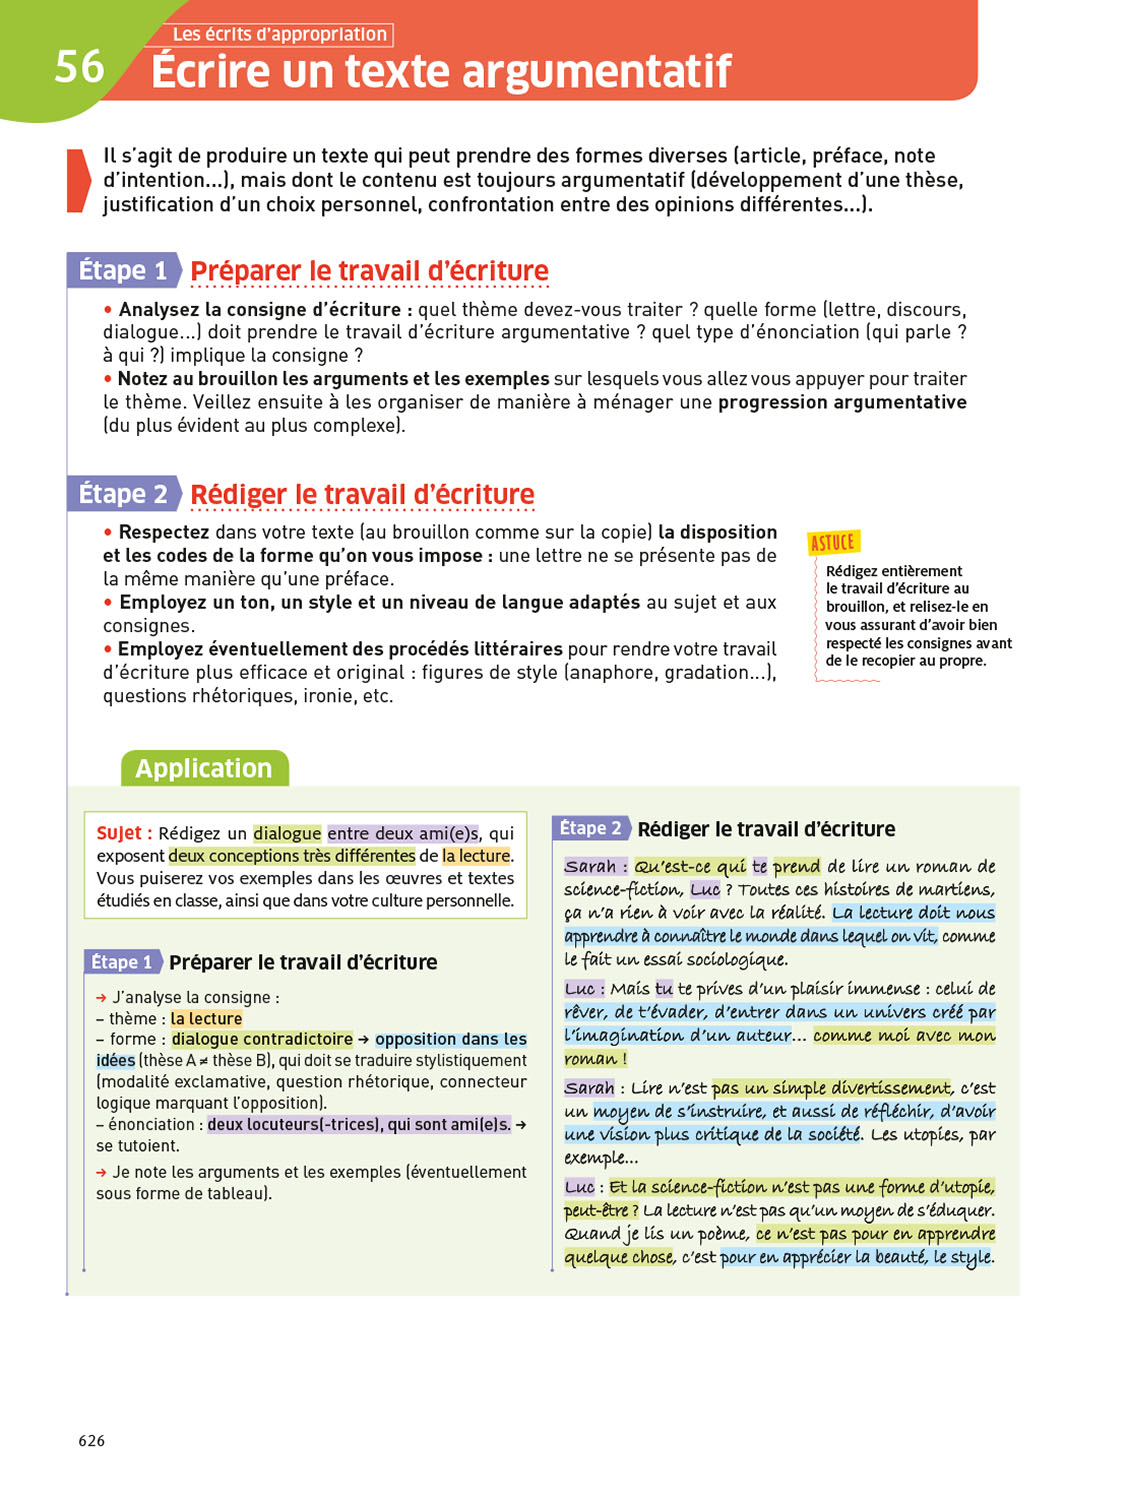 56
Les écrits d'appropriation
Écrire un texte argumentatif
Il s'agit de produire un texte qui peut prendre des formes diverses (article, préface, note
d'intention...), mais dont le contenu est toujours argumentatif (développement d'une thèse,
justification d'un choix personnel, confrontation entre des opinions différentes...).
Étape 1 Préparer le travail d'écriture
• Analysez la consigne d'écriture : quel thème devez-vous traiter ? quelle forme (lettre, discours,
dialogue...) doit prendre le travail d'écriture argumentative ? quel type d'énonciation (qui parle ?
à qui ?) implique la consigne ?
• Notez au brouillon les arguments et les exemples sur lesquels vous allez vous appuyer pour traiter
le thème. Veillez ensuite à les organiser de manière à ménager une progression argumentative
(du plus évident au plus complexe).
Étape 2 Rédiger le travail d'écriture
• Respectez dans votre texte (au brouillon comme sur la copie) la disposition
et les codes de la forme qu'on vous impose : une lettre ne se présente pas de
la même manière qu'une préface.
• Employez un ton, un style et un niveau de langue adaptés au sujet et aux
consignes.
• Employez éventuellement des procédés littéraires pour rendre votre travail
d'écriture plus efficace et original : figures de style (anaphore, gradation...),
questions rhétoriques, ironie, etc.
ASTUCE
Rédigez entièrement
le travail d'écriture au
brouillon, et relisez-le en
vous assurant d'avoir bien
respecté les consignes avant
de le recopier au propre.
Application
Sujet : Rédigez un dialogue entre deux ami(e)s, qui
exposent deux conceptions très différentes de la lecture.
Vous puiserez vos exemples dans les œuvres et textes
étudiés en classe, ainsi que dans votre culture personnelle.
Étape 1 Préparer le travail d'écriture
→ J'analyse la consigne :
– thème : la lecture
– forme : dialogue contradictoire → opposition dans les
idées (thèse A ≠ thèse B), qui doit se traduire stylistiquement
(modalité exclamative, question rhétorique, connecteur
logique marquant l'opposition).
– énonciation : deux locuteurs(-trices), qui sont ami(e)s. →
se tutoient.
→ Je note les arguments et les exemples (éventuellement
sous forme de tableau).
Étape 2 Rédiger le travail d'écriture
Sarah : Qu'est-ce qui te prend de lire un roman de
science-fiction, Luc ? Toutes ces histoires de martiens,
ça n'a rien à voir avec la réalité. La lecture doit nous
apprendre à connaître le monde dans lequel on vit, comme
le fait un essai sociologique.
Luc : Mais tu te prives d'un plaisir immense : celui de
rêver, de t'évader, d'entrer dans un univers créé par
l'imagination d'un auteur... comme moi avec mon
roman !
Sarah : Lire n'est pas un simple divertissement, c'est
un moyen de s'instruire, et aussi de réfléchir, d'avoir
une vision plus critique de la société. Les utopies, par
exemple...
Luc : Et la science-fiction n'est pas une forme d'utopie,
peut-être ? La lecture n'est pas qu'un moyen de s'éduquer.
Quand je lis un poème, ce n'est pas pour en apprendre
quelque chose, c'est pour en apprécier la beauté, le style.
626